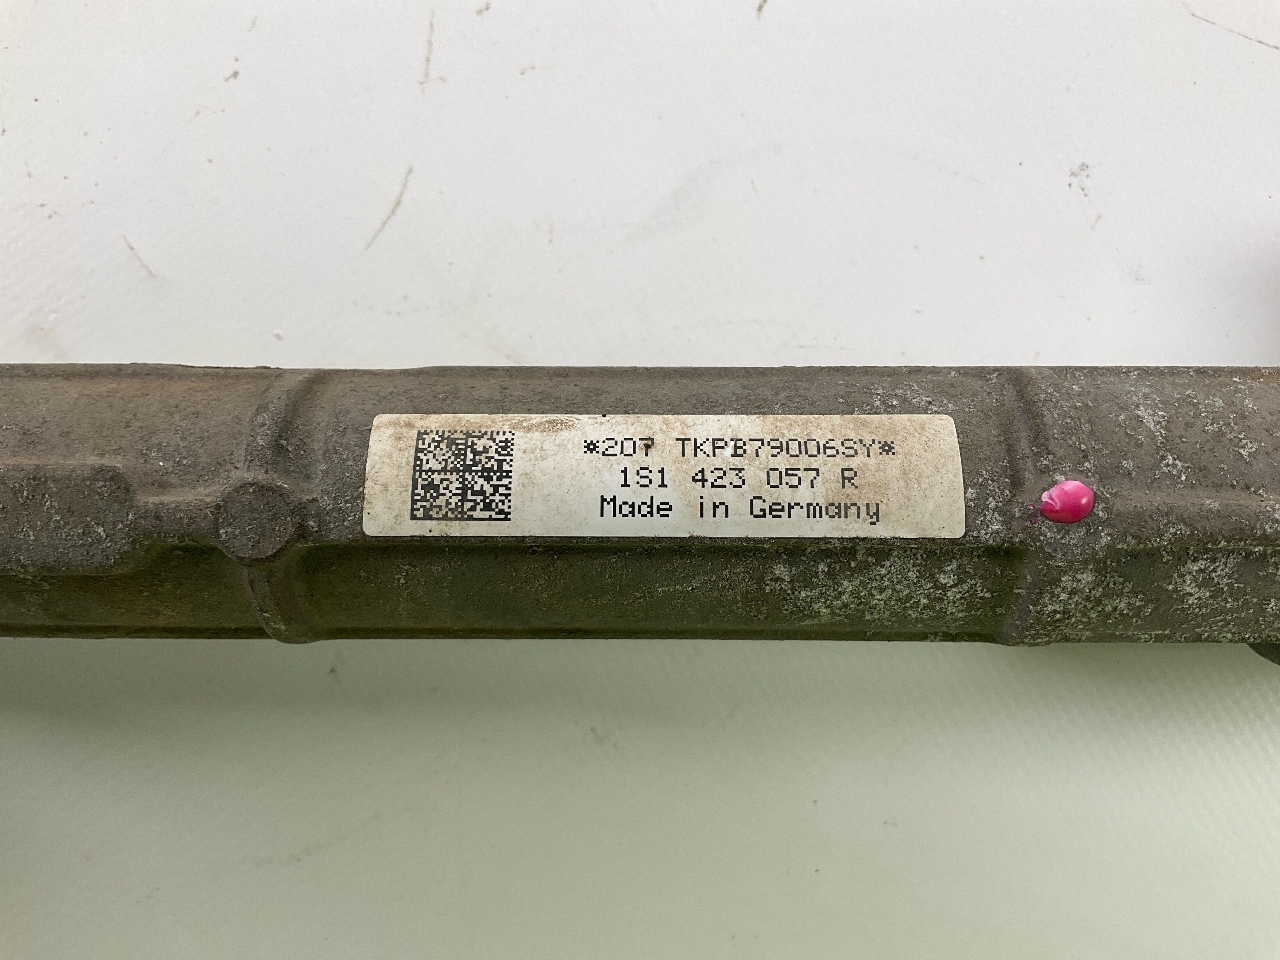 *207 TKPB79006SY*
1S1 423 057 R
Made in Germany